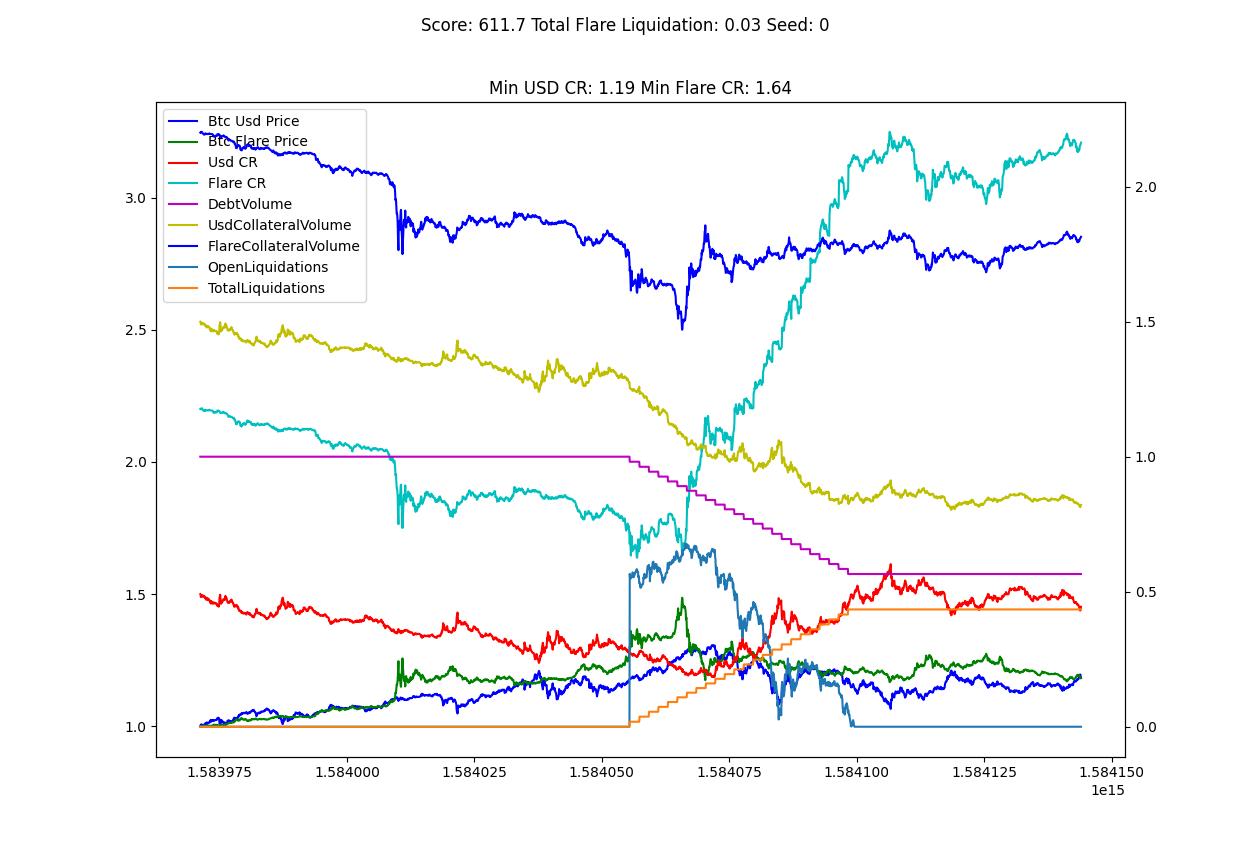 Score: 611.7 Total Flare Liquidation: 0.03 Seed: 0
Min USD CR: 1.19 Min Flare CR: 1.64
Btc Usd Price
Btc Flare Price
Usd CR
Flare CR
DebtVolume
UsdCollateralVolume
FlareCollateralVolume
OpenLiquidations
TotalLiquidations
3.0
2.5
2.0
1.5
1.0
2.0
1.5
1.0
0.5
0.0
1.583975 1.584000 1.584025 1.584050 1.584075 1.584100 1.584125 1.584150
1e15